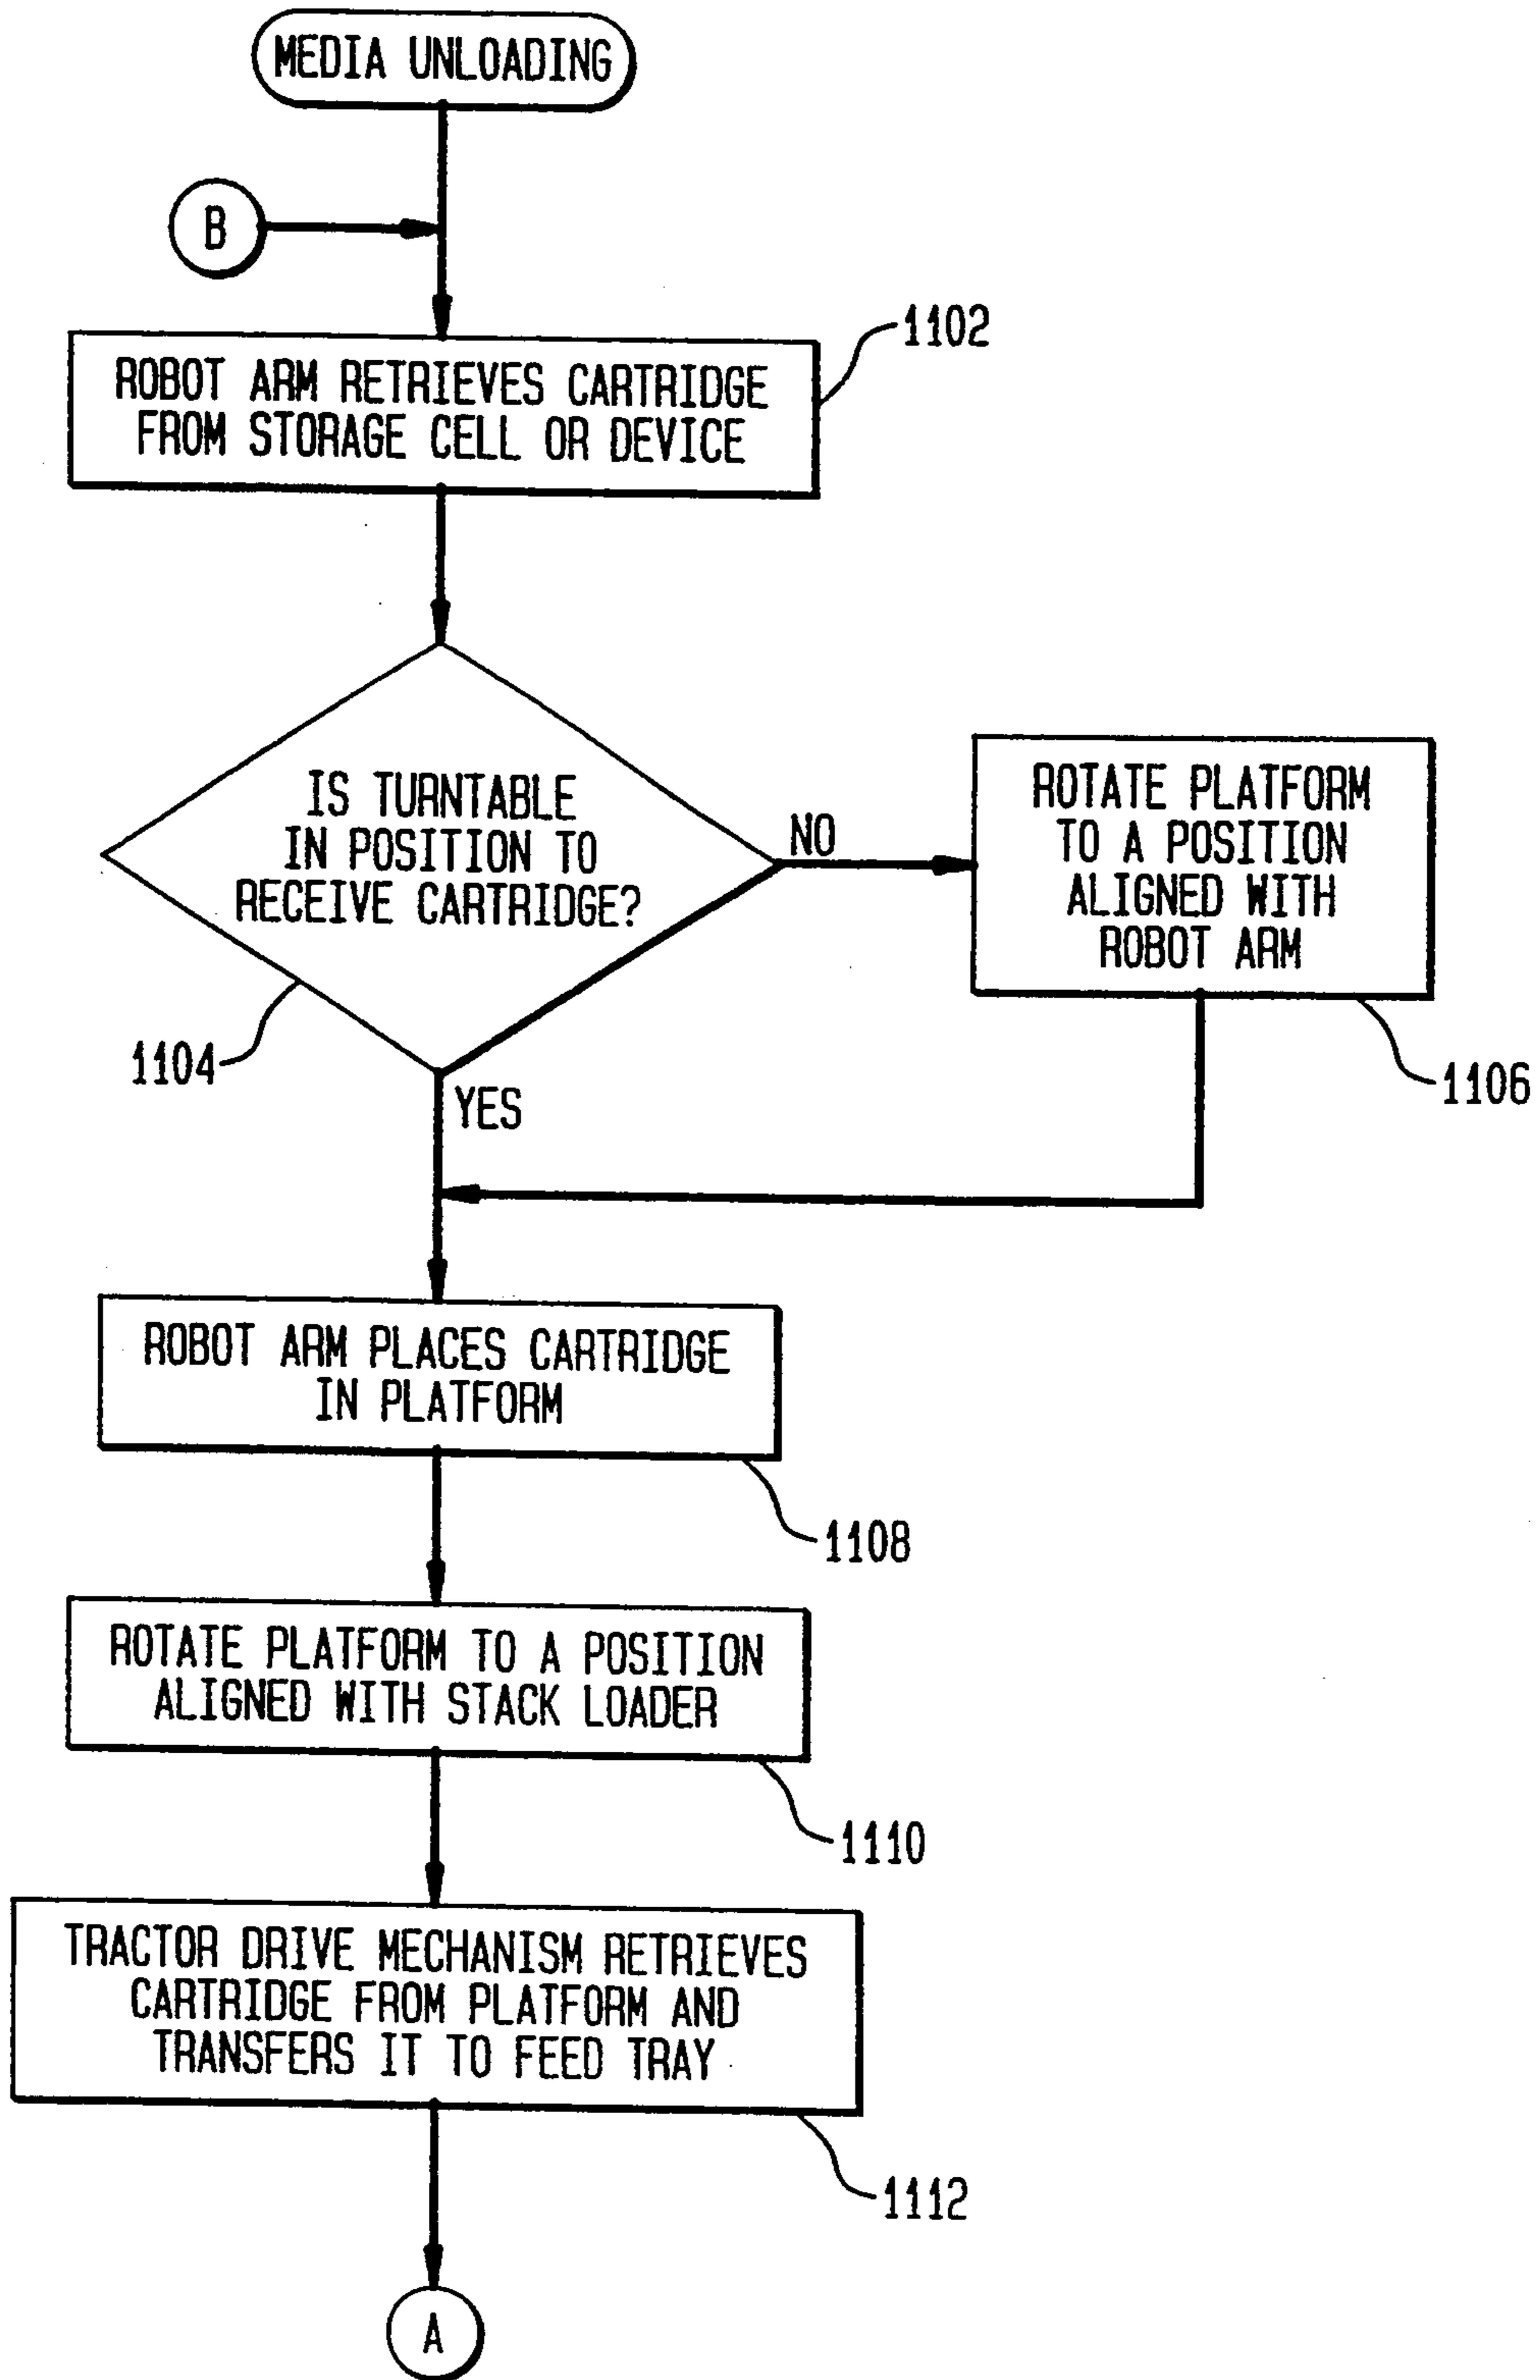 MEDIA UNLOADING
B
1102
ROBOT ARM RETRIEVES CARTRIDGE
FROM STORAGE CELL OR DEVICE
IS TURNTABLE
IN POSITION TO
RECEIVE CARTRIDGE?
NO
ROTATE PLATFORM
TO A POSITION
ALIGNED WITH
ROBOT ARM
1104
YES
1106
ROBOT ARM PLACES CARTRIDGE
IN PLATFORM
1108
ROTATE PLATFORM TO A POSITION
ALIGNED WITH STACK LOADER
1110
TRACTOR DRIVE MECHANISM RETRIEVES
CARTRIDGE FROM PLATFORM AND
TRANSFERS IT TO FEED TRAY
1112
A